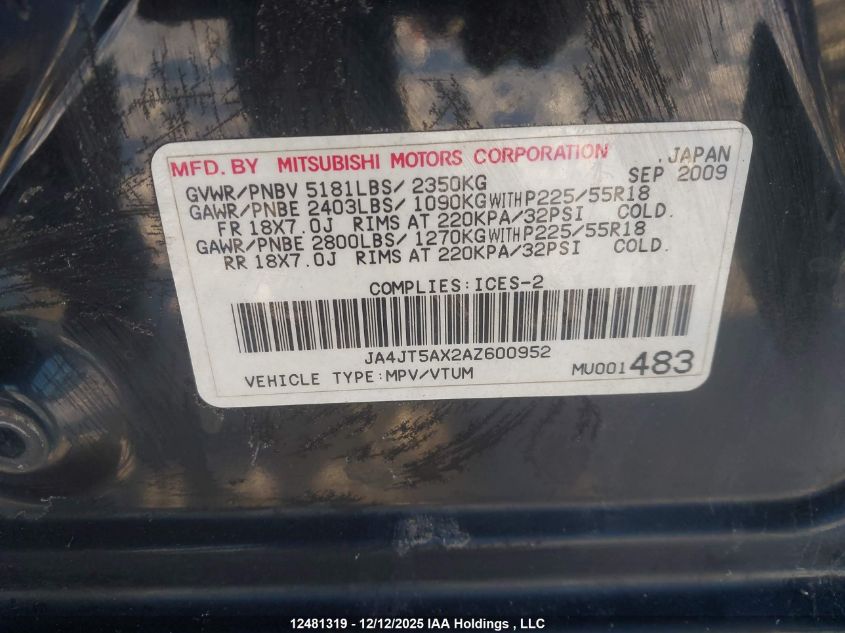 MFD. BY MITSUBISHI MOTORS CORPORATION , JAPAN
GVWR/PNBV 5181LBS/ 2350KG SEP 2009
GAWR/PNBE 2403LBS/ 1090KG WITH P225/55R18
FR 18X7.0J RIMS AT 220KPA/32PSI COLD.
GAWR/PNBE 2800LBS/ 1270KG WITH P225/55R18
RR 18X7.0J RIMS AT 220KPA/32PSI COLD.
COMPLIES:ICES-2
JA4JT5AX2AZ600952
VEHICLE TYPE:MPV/VTUM MU001483
12481319 - 12/12/2025 IAA Holdings , LLC